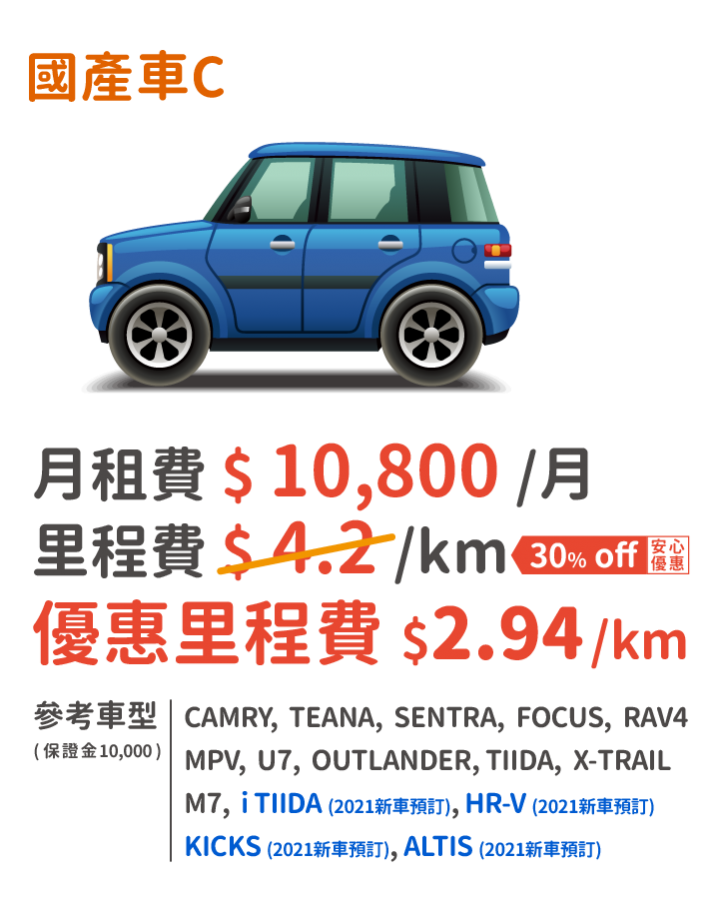 國產車C
月租費 $ 10,800 /月
里程費 $ 4.2 /km 30% off 安心優惠
優惠里程費 $2.94 /km
參考車型
(保證金10,000)
CAMRY, TEANA, SENTRA, FOCUS, RAV4
MPV, U7, OUTLANDER, TIIDA, X-TRAIL
M7, i TIIDA (2021新車預訂), HR-V (2021新車預訂)
KICKS (2021新車預訂), ALTIS (2021新車預訂)